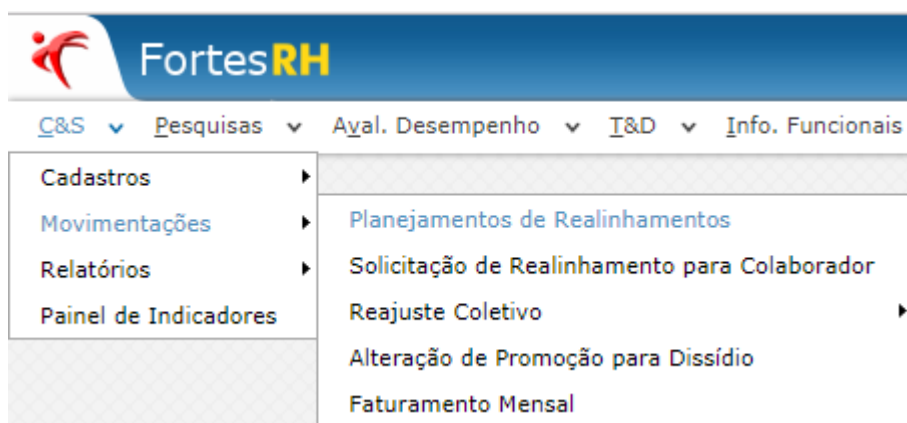 FortesRH
C&S Pesquisas Aval. Desempenho T&D Info. Funcionais
Cadastros
Movimentações
Relatórios
Painel de Indicadores
Planejamentos de Realinhamentos
Solicitação de Realinhamento para Colaborador
Reajuste Coletivo
Alteração de Promoção para Dissídio
Faturamento Mensal